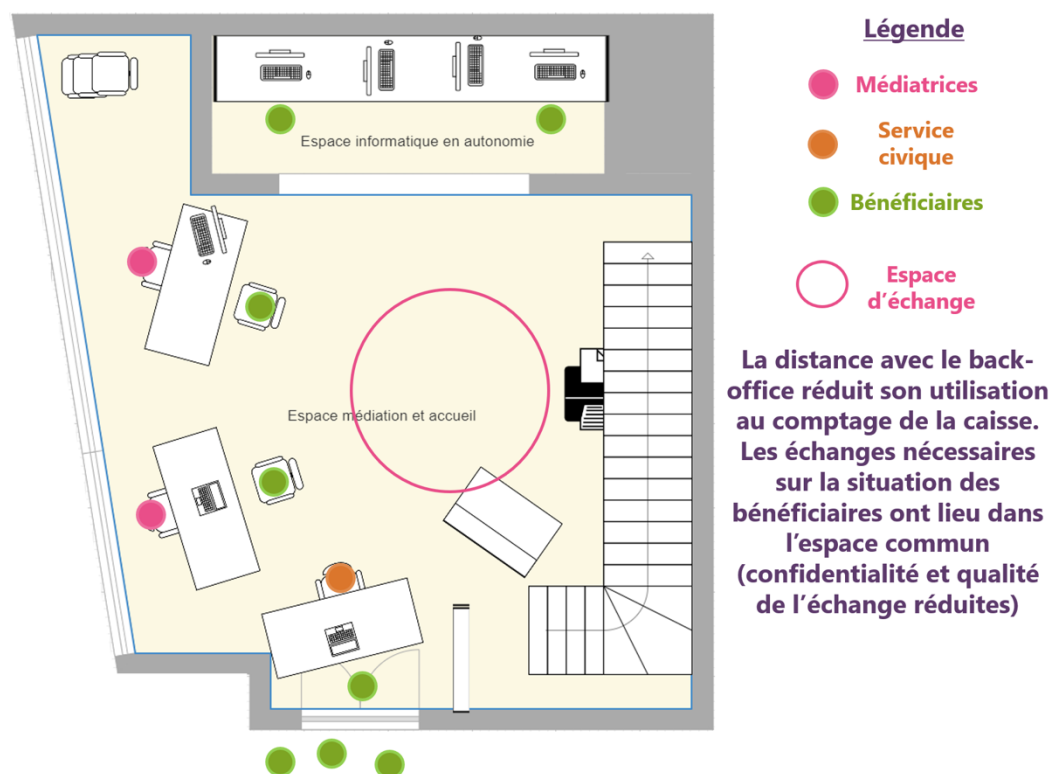 Légende
Médiatrices
Service
civique
Bénéficiaires
Espace
d'échange
La distance avec le back-
office réduit son utilisation
au comptage de la caisse.
Les échanges nécessaires
sur la situation des
bénéficiaires ont lieu dans
l'espace commun
(confidentialité et qualité
de l'échange réduites)
Espace informatique en autonomie
Espace médiation et accueil